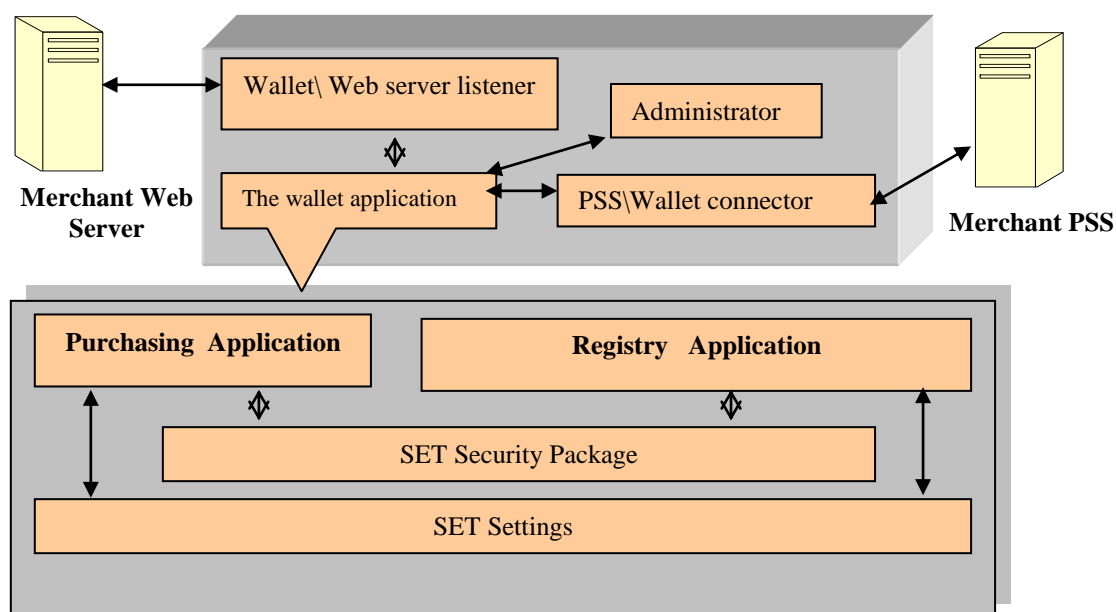 Wallet\ Web server listener
Administrator
The wallet application
PSS\Wallet connector
Merchant Web
Server
Merchant PSS
Purchasing Application
Registry Application
SET Security Package
SET Settings